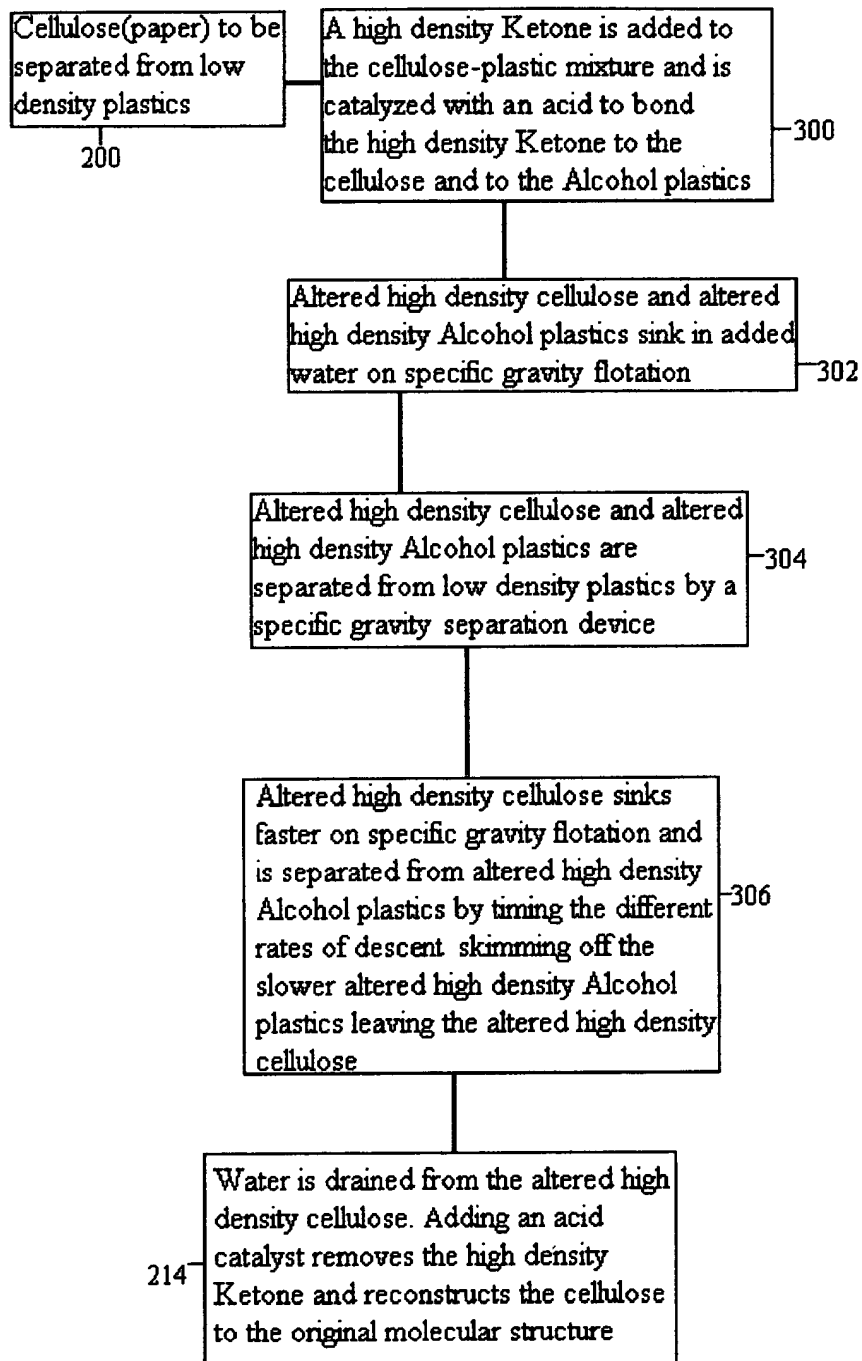 Cellulose(paper) to be
separated from low
density plastics
200
A high density Ketone is added to
the cellulose-plastic mixture and is
catalyzed with an acid to bond
the high density Ketone to the
cellulose and to the Alcohol plastics
300
Altered high density cellulose and altered
high density Alcohol plastics sink in added
water on specific gravity flotation
302
Altered high density cellulose and altered
high density Alcohol plastics are
separated from low density plastics by a
specific gravity separation device
304
Altered high density cellulose sinks
faster on specific gravity flotation and
is separated from altered high density
Alcohol plastics by timing the different
rates of descent skimming off the
slower altered high density Alcohol
plastics leaving the altered high density
cellulose
306
Water is drained from the altered high
density cellulose. Adding an acid
catalyst removes the high density
Ketone and reconstructs the cellulose
to the original molecular structure
214